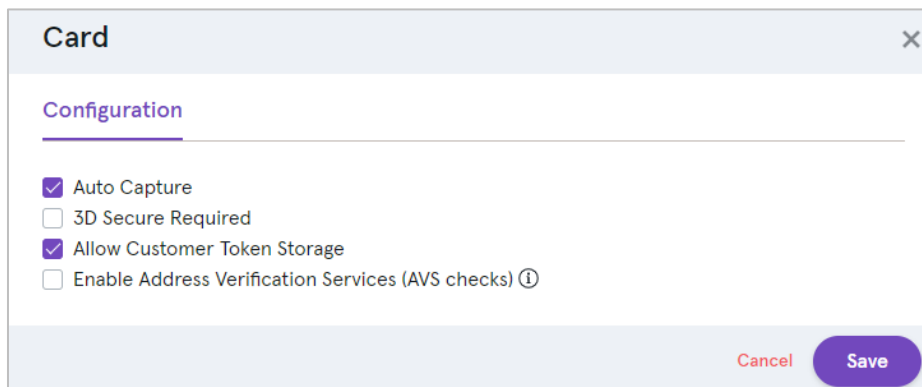 Card
Configuration
Auto Capture
3D Secure Required
Allow Customer Token Storage
Enable Address Verification Services (AVS checks)
Cancel Save